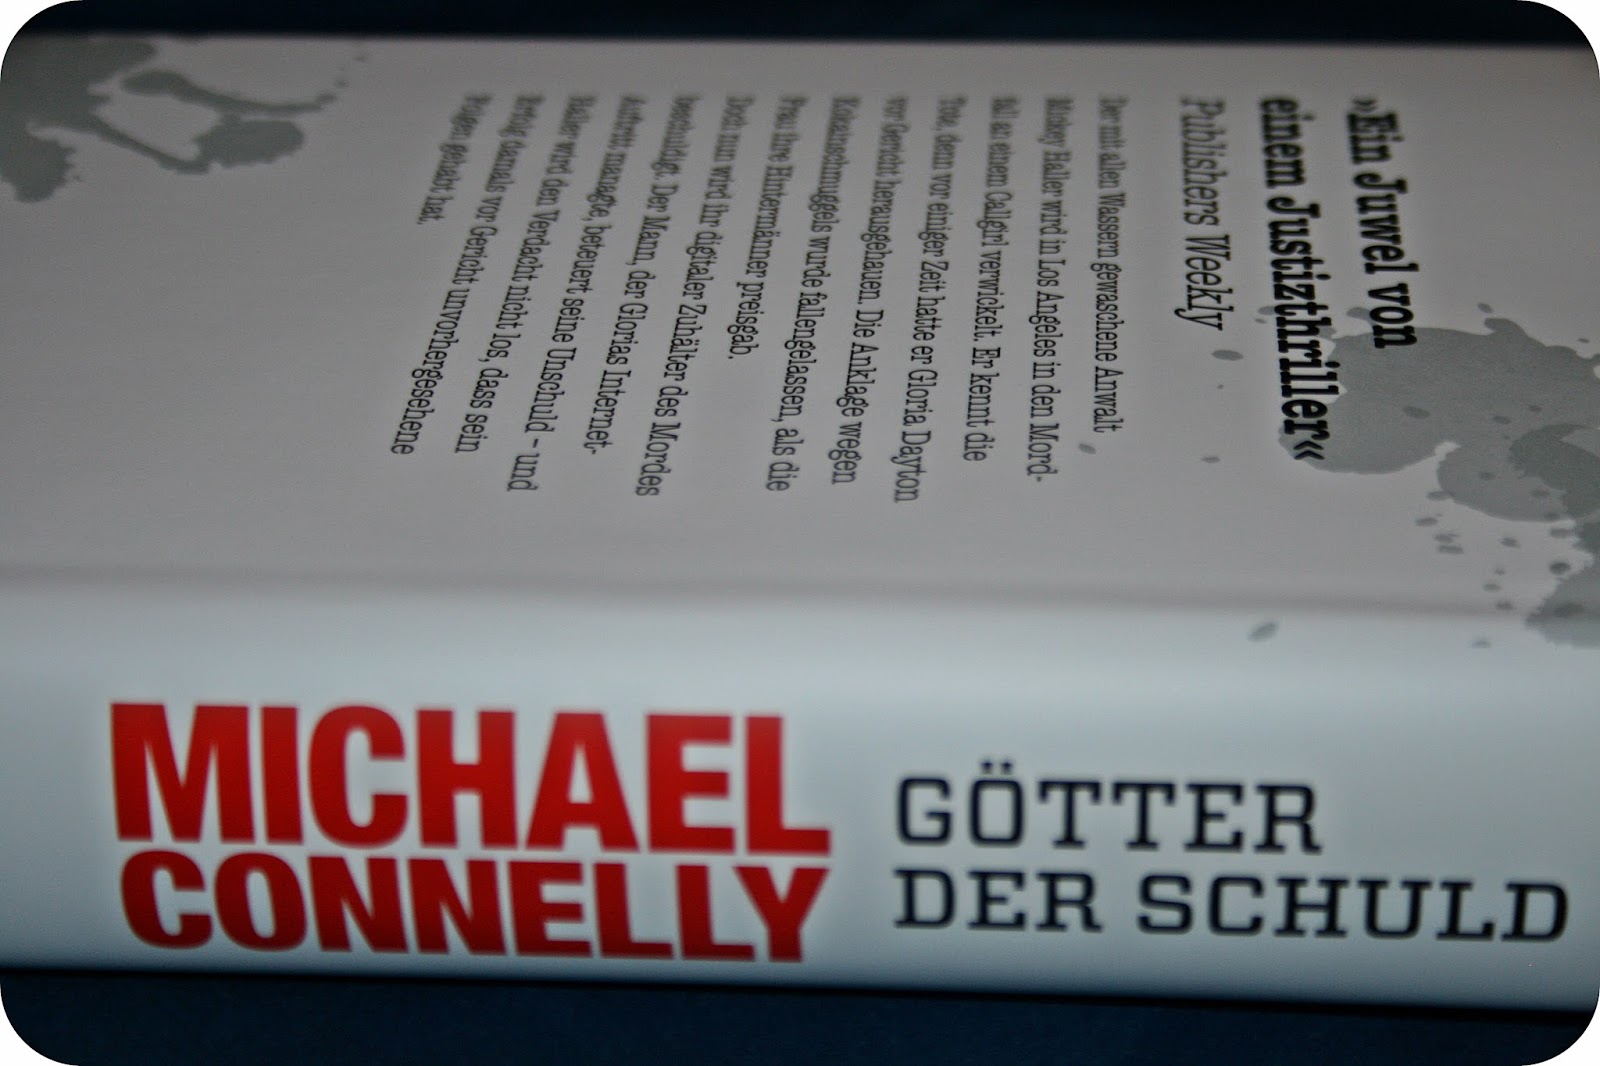 »Ein Juwel von
einem Justizthriller«
Publishers Weekly
Der mit allen Wassern gewaschene Anwalt
Mickey Haller wird in Los Angeles in den Mord-
fall an einem Callgirl verwickelt. Er kennt die
Tote, denn vor einiger Zeit hatte er Gloria Dayton
vor Gericht herausgehauen. Die Anklage wegen
Kokainschmuggels wurde fallengelassen, als die
Frau ihre Hintermänner preisgab.
Doch nun wird ihr digitaler Zuhälter des Mordes
beschuldigt. Der Mann, der Glorias Internet-
Auftritt managte, beteuert seine Unschuld – und
Haller wird den Verdacht nicht los, dass sein
Erfolg damals vor Gericht unvorhergesehene
Folgen gehabt hat.
MICHAEL
CONNELLY
GÖTTER
DER SCHULD